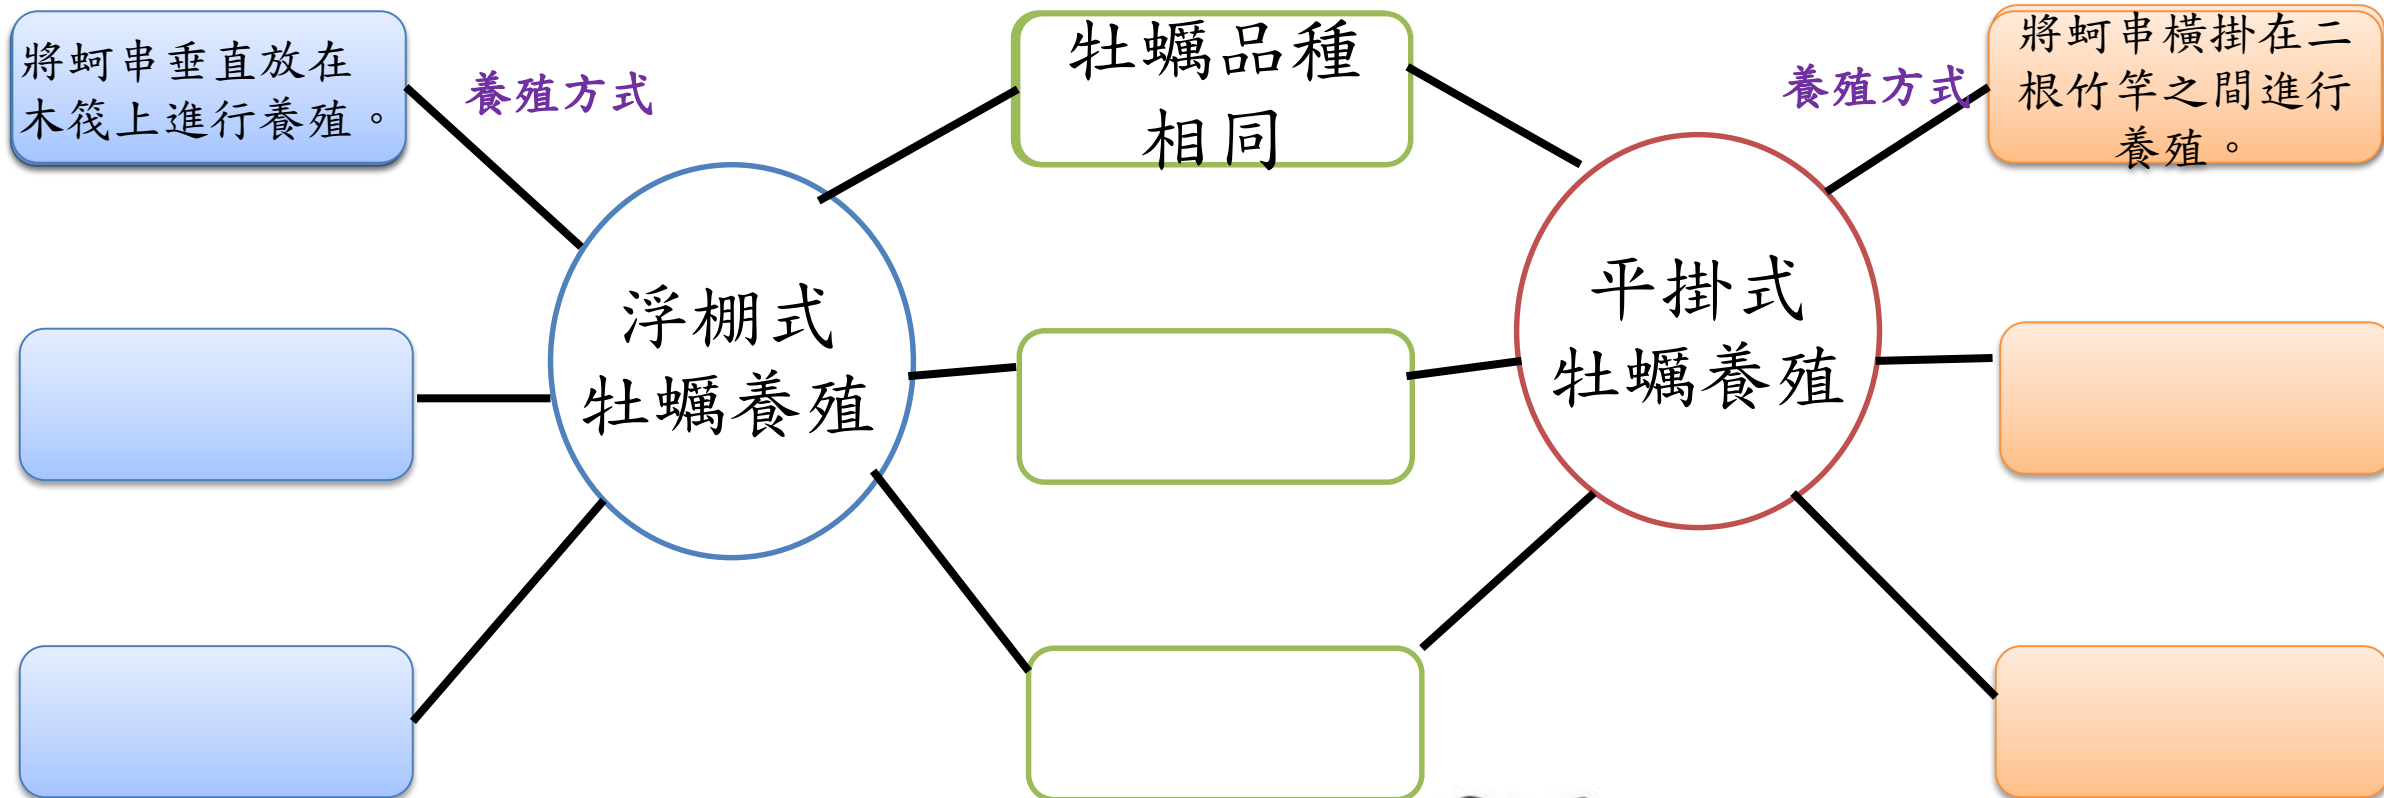 將蚵串垂直放在
木筏上進行養殖。
養殖方式
牡蠣品種
相同
養殖方式
將蚵串橫掛在二
根竹竿之間進行
養殖。
浮棚式
牡蠣養殖
平掛式
牡蠣養殖